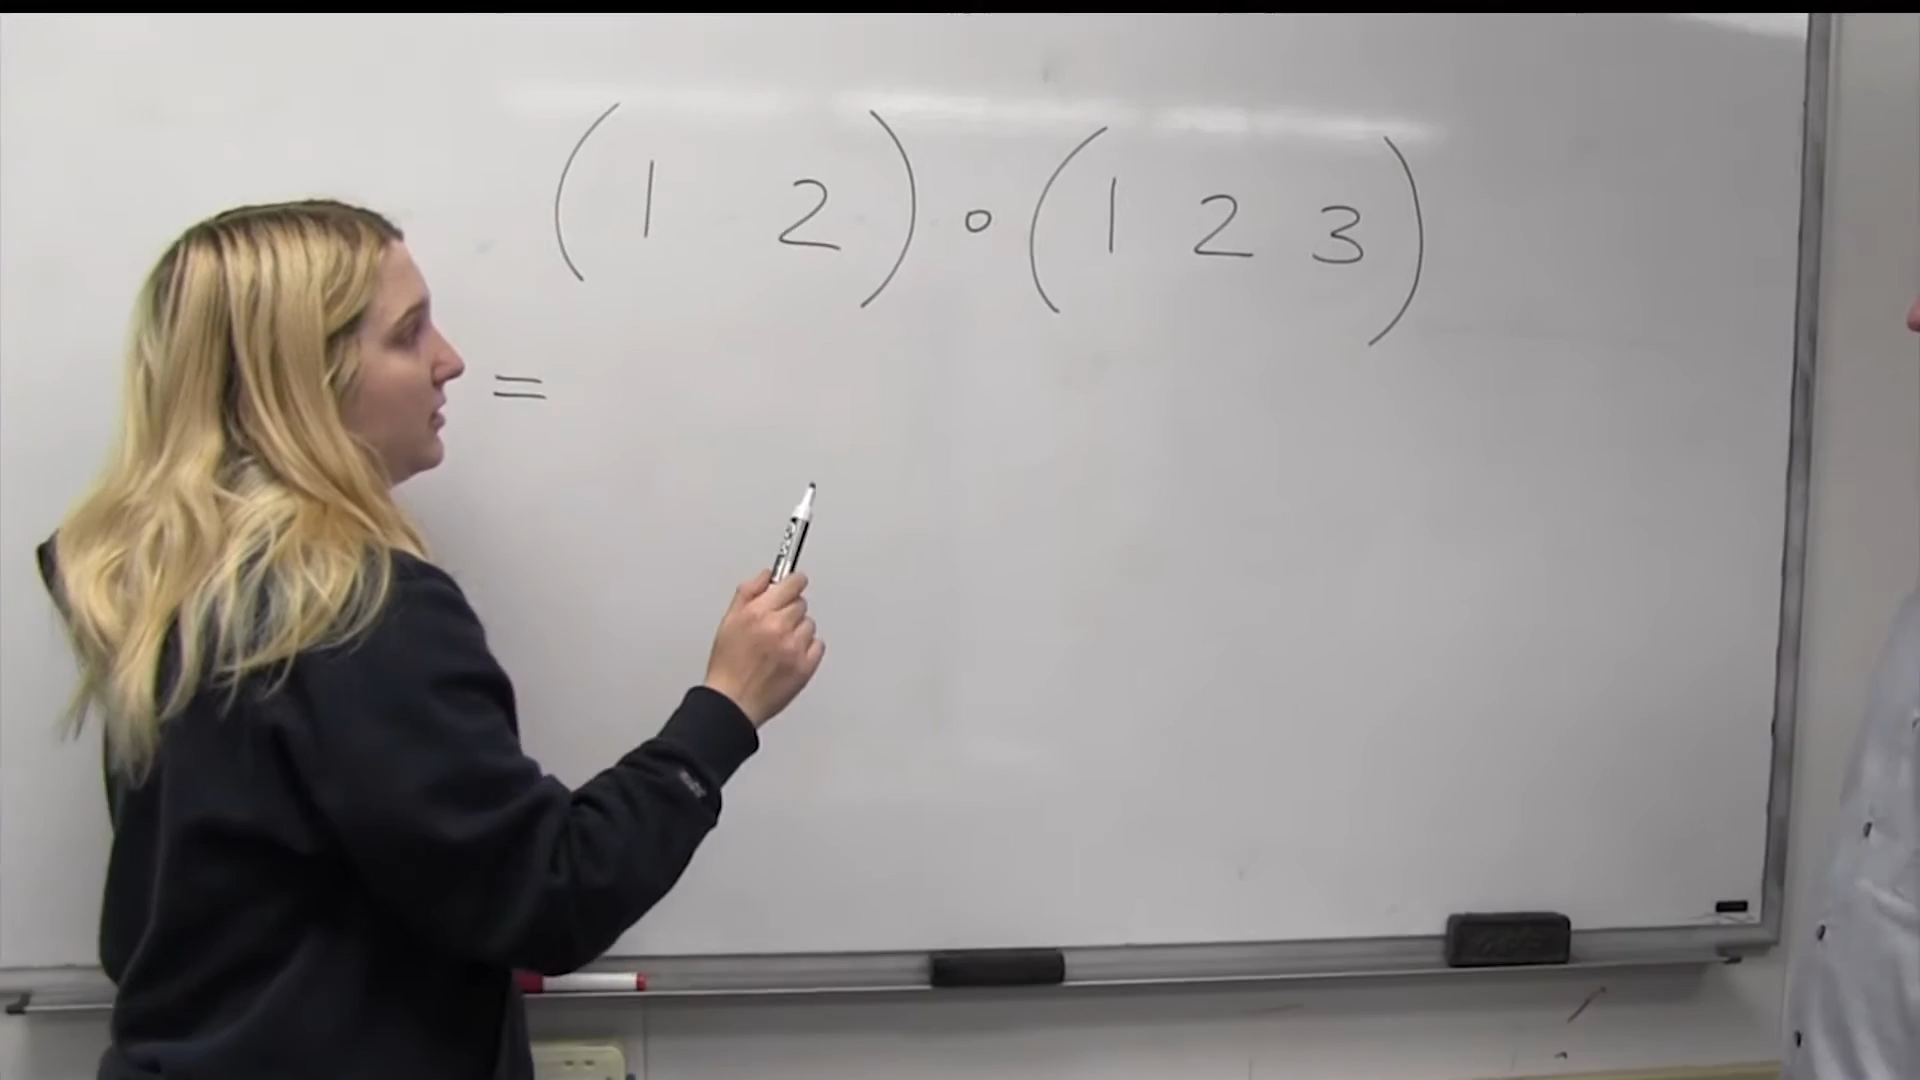 ( 1 2 ) ∘ ( 1 2 3 )
=